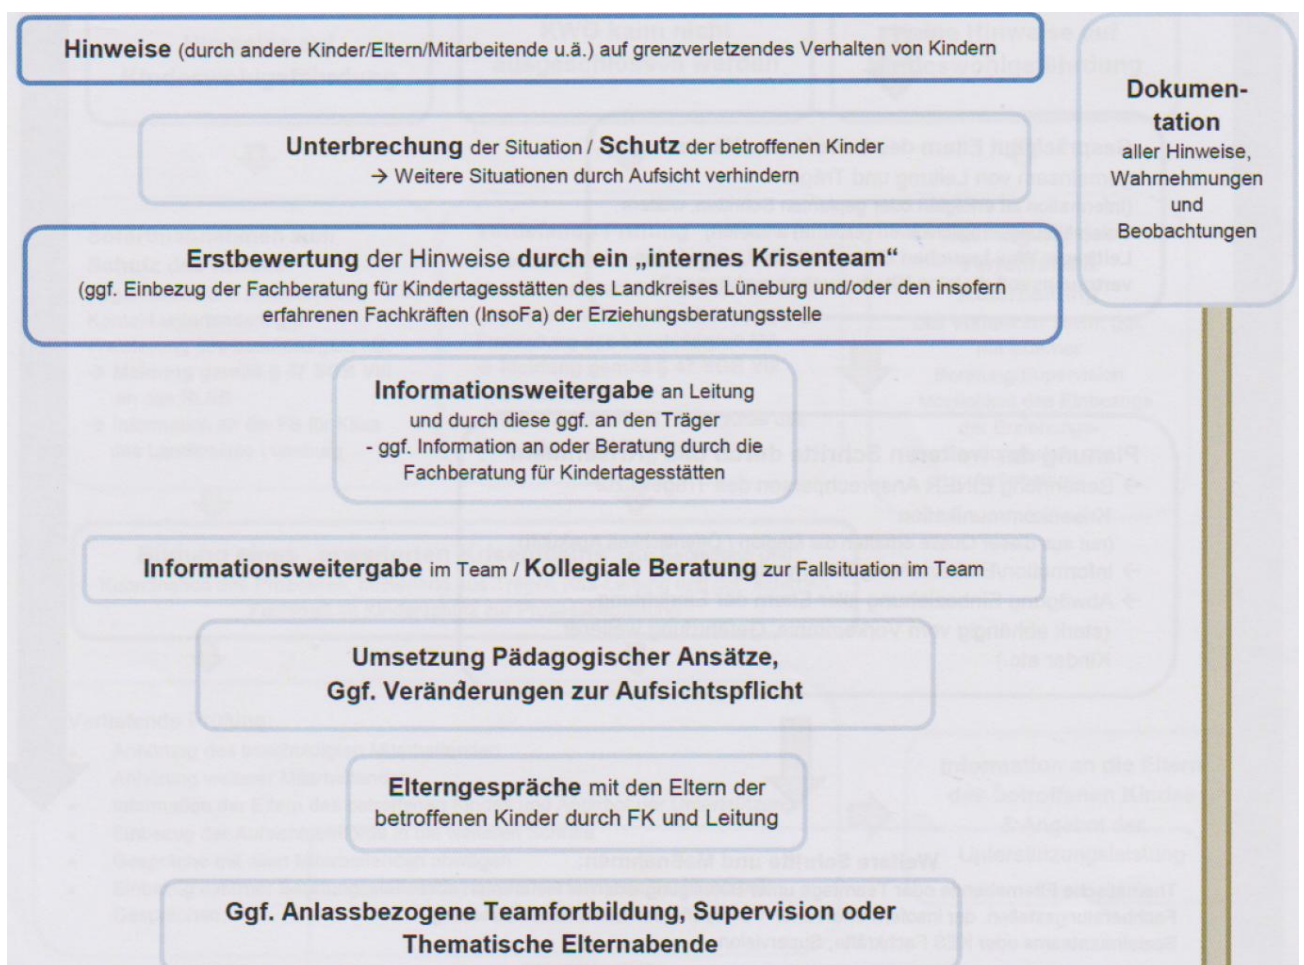 Hinweise (durch andere Kinder/Eltern/Mitarbeitende u.ä.) auf grenzverletzendes Verhalten von Kindern
Unterbrechung der Situation / Schutz der betroffenen Kinder
→ Weitere Situationen durch Aufsicht verhindern
Erstbewertung der Hinweise durch ein „Internes Krisenteam“
(ggf. Einbezug der Fachberatung für Kindertagesstätten des Landkreises Lüneburg und/oder den insofern
erfahrenen Fachkräften (InsoFa) der Erziehungsberatungsstelle
Informationsweitergabe an Leitung
und durch diese ggf. an den Träger
- ggf. Information an oder Beratung durch die
Fachberatung für Kindertagesstätten
Informationsweitergabe im Team / Kollegiale Beratung zur Fallsituation im Team
Umsetzung Pädagogischer Ansätze,
Ggf. Veränderungen zur Aufsichtspflicht
Elterngespräche mit den Eltern der
betroffenen Kinder durch FK und Leitung
Ggf. Anlassbezogene Teamfortbildung, Supervision oder
Thematische Elternabende
Dokumen-
tation
aller Hinweise,
Wahrnehmungen
und
Beobachtungen